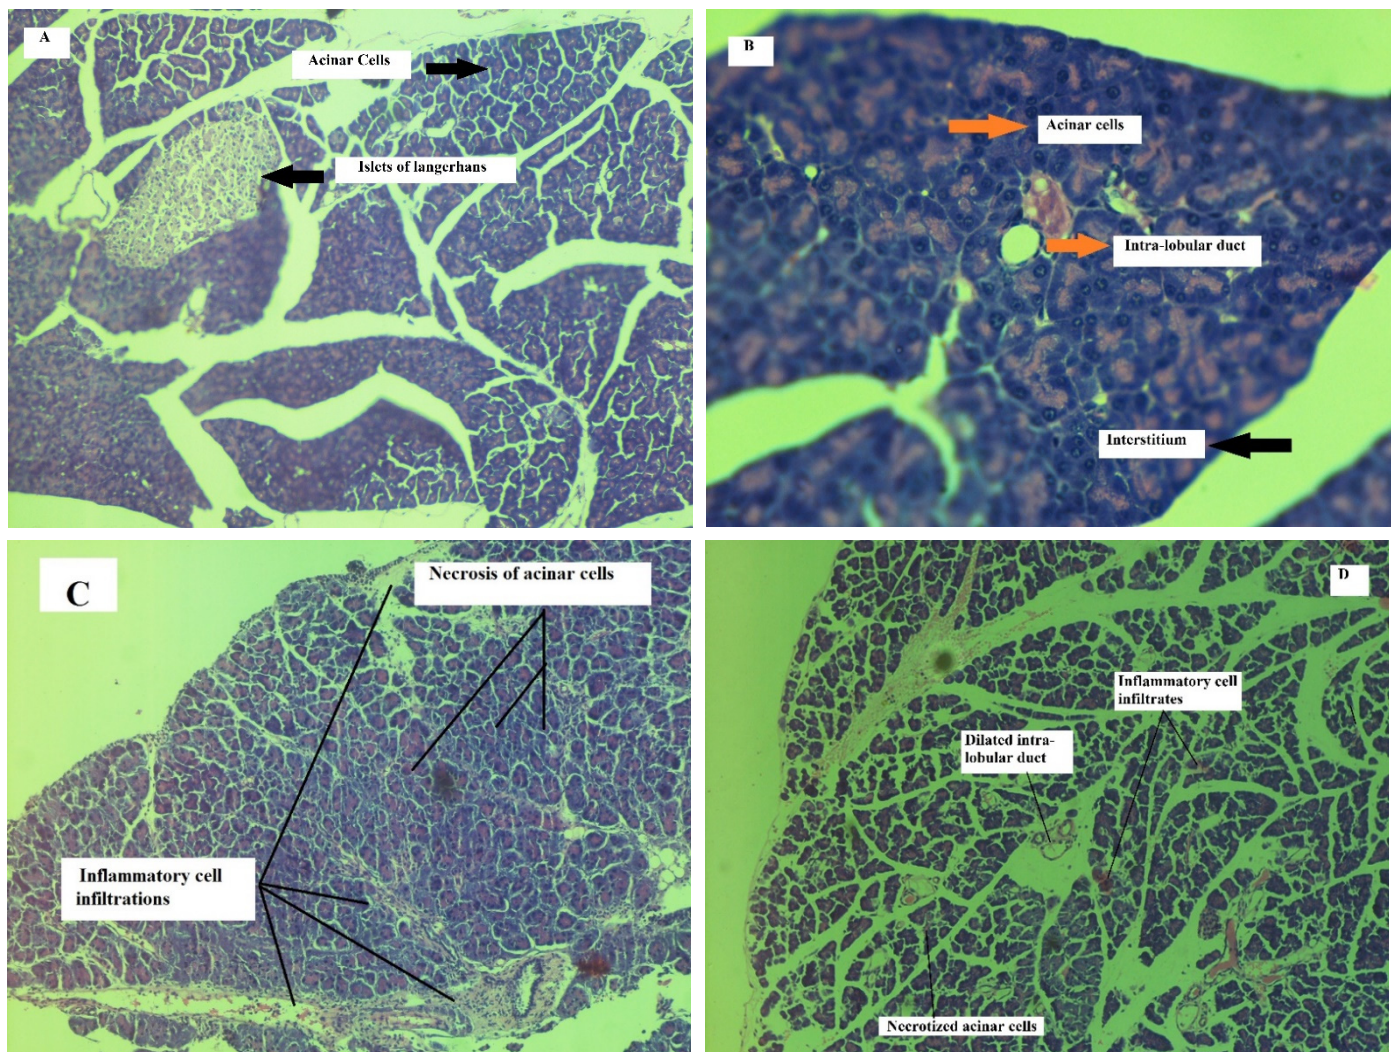 A
Acinar Cells
Islets of langerhans
B
Acinar cells
Intra-lobular duct
Interstitium
C
Necrosis of acinar cells
Inflammatory cell
infiltrations
D
Inflammatory cell
infiltrates
Dilated intra-
lobular duct
Necrotized acinar cells